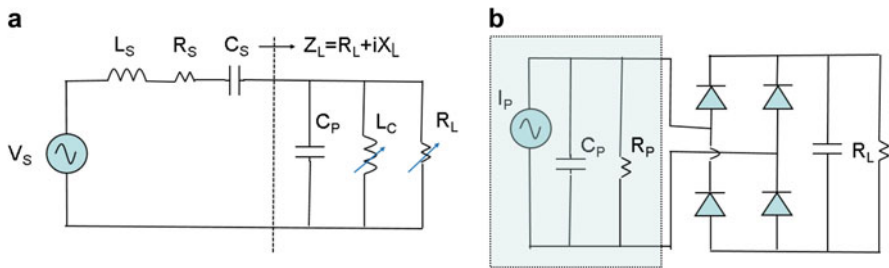 a
L_S R_S C_S Z_L=R_L+iX_L
V_S C_P L_C R_L
b
I_P C_P R_P R_L